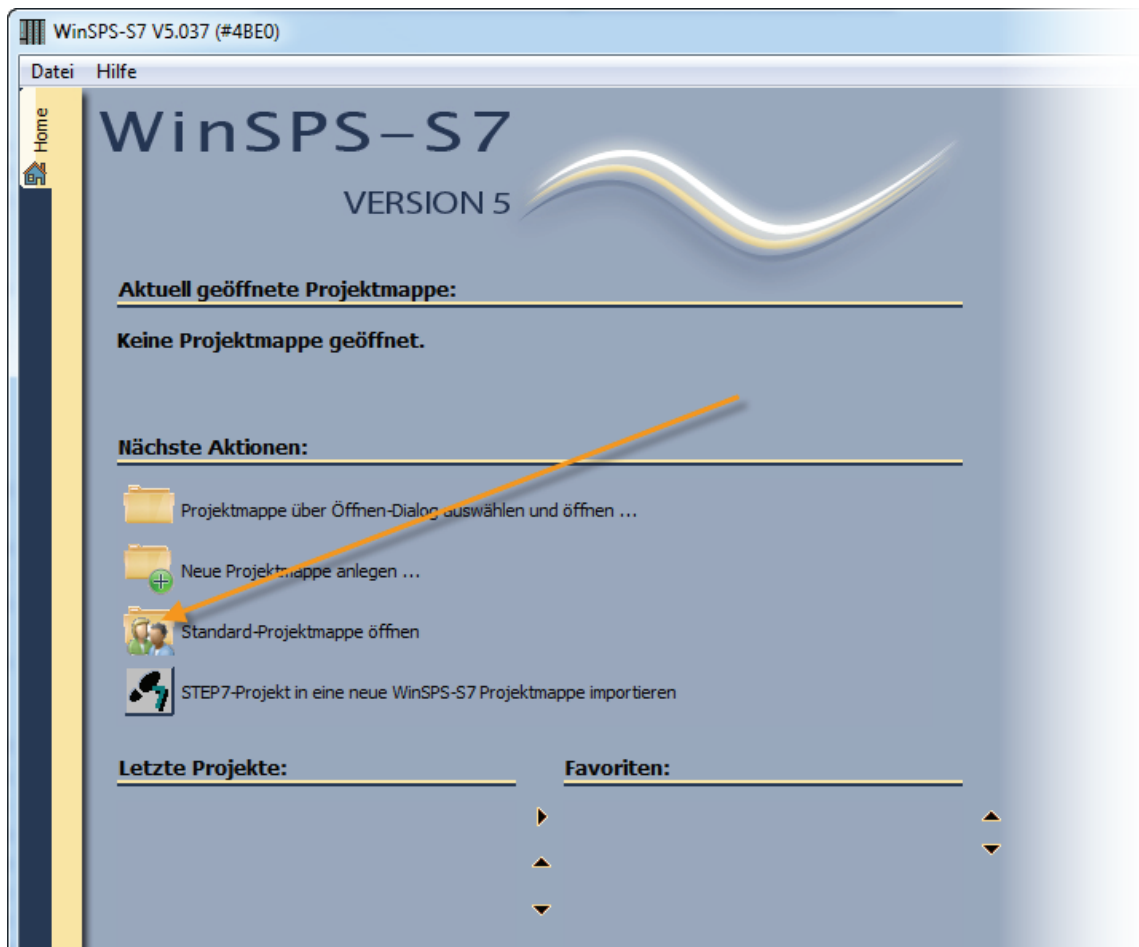 WinSPS-S7 V5.037 (#4BE0)
Datei Hilfe
Home
WinSPS-S7
VERSION 5
Aktuell geöffnete Projektmappe:
Keine Projektmappe geöffnet.
Nächste Aktionen:
Projektmappe über Öffnen-Dialog auswählen und öffnen ...
Neue Projektmappe anlegen ...
Standard-Projektmappe öffnen
STEP7-Projekt in eine neue WinSPS-S7 Projektmappe importieren
Letzte Projekte: Favoriten: